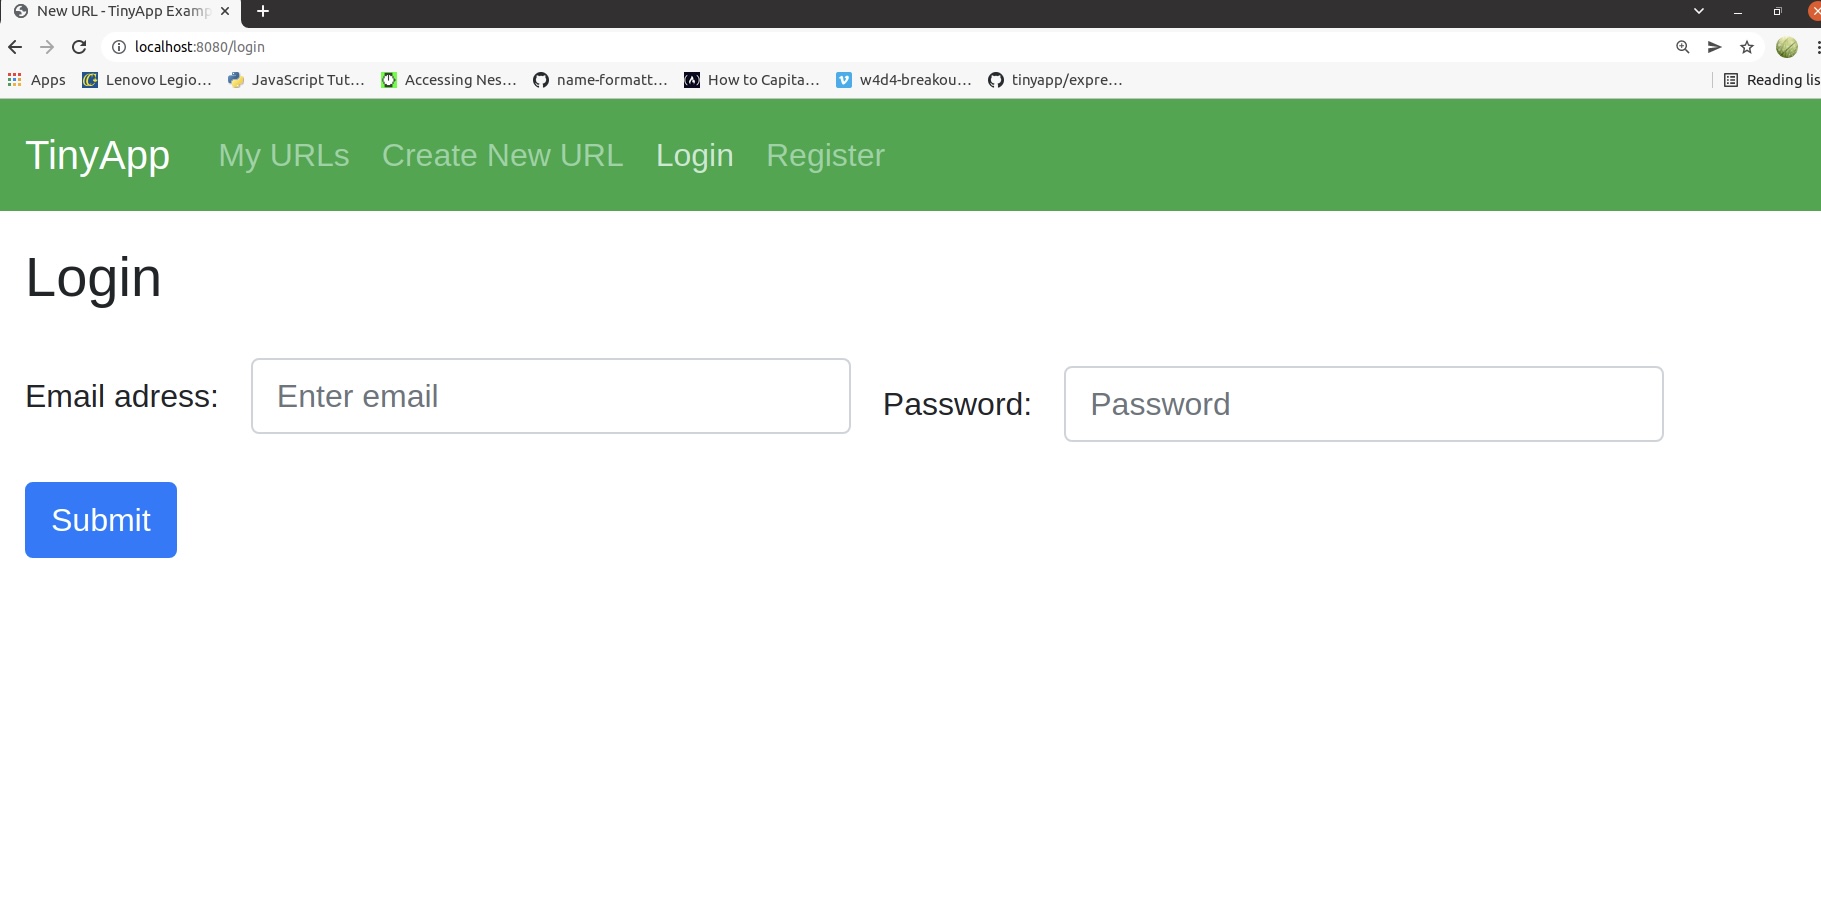 New URL - TinyApp Examp
localhost:8080/login
Apps Lenovo Legio... JavaScript Tut... Accessing Nes... name-formatt... How to Capita... w4d4-breakou... tinyapp/expre... Reading lis
TinyApp My URLs Create New URL Login Register
Login
Email adress: Enter email Password: Password
Submit